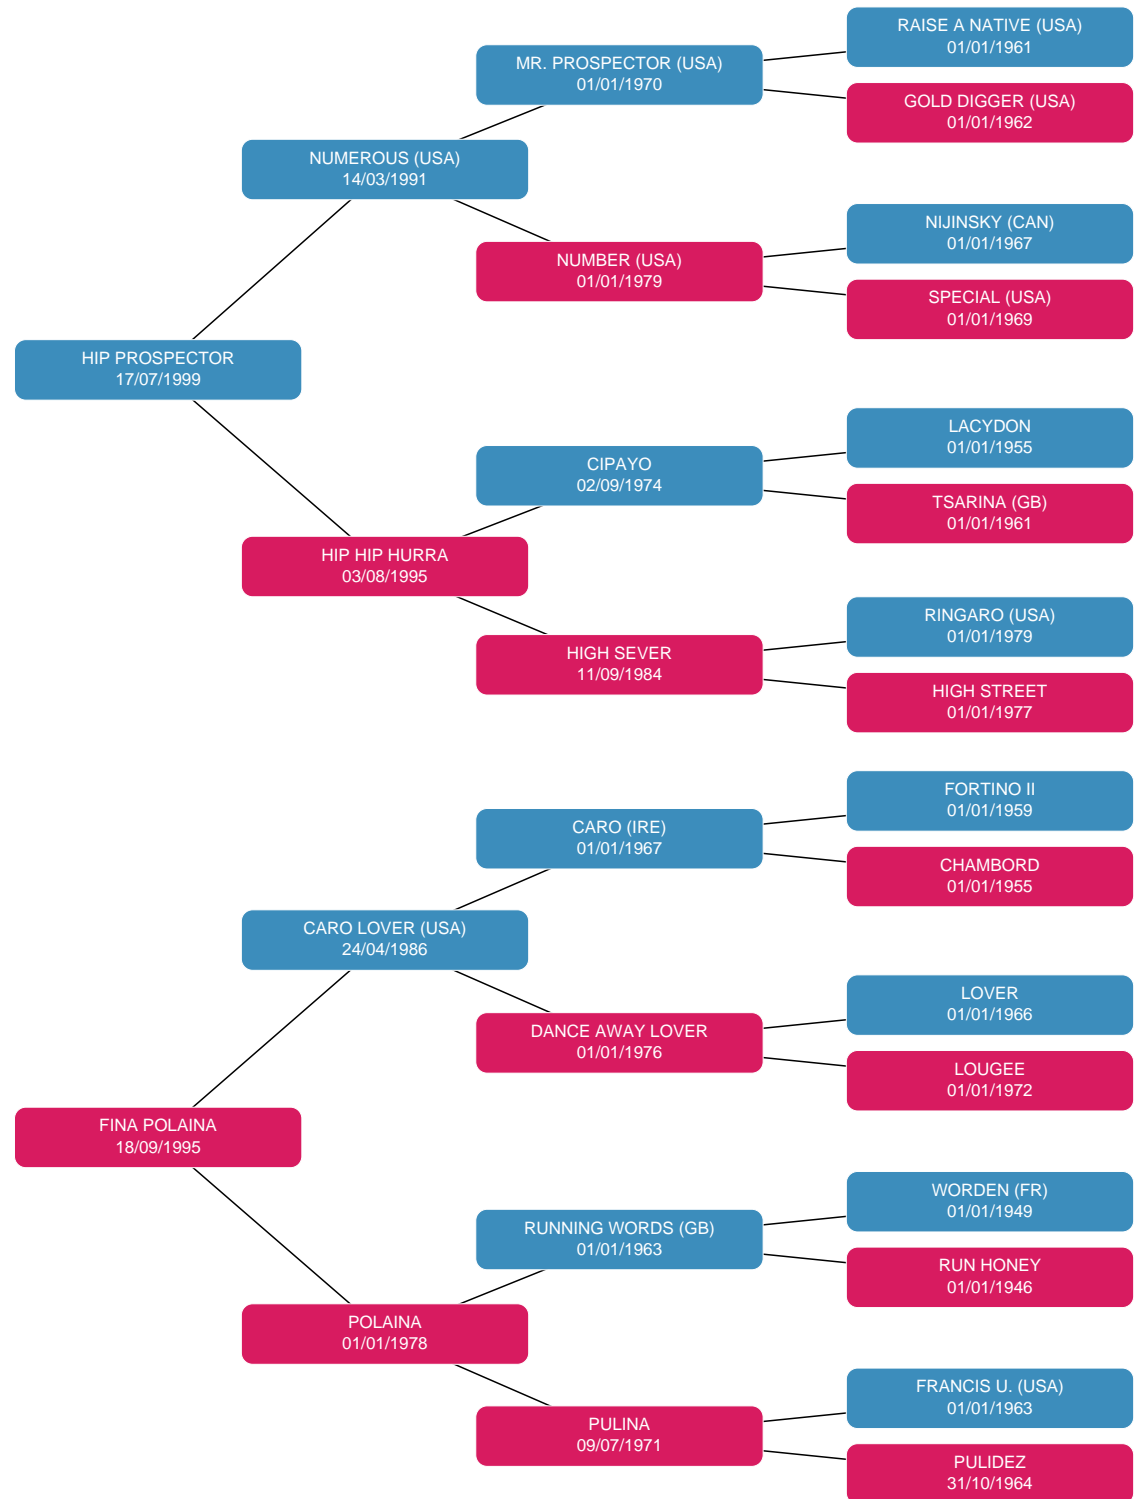 RAISE A NATIVE (USA)
01/01/1961
MR. PROSPECTOR (USA)
01/01/1970
GOLD DIGGER (USA)
01/01/1962
NUMEROUS (USA)
14/03/1991
NIJINSKY (CAN)
01/01/1967
NUMBER (USA)
01/01/1979
SPECIAL (USA)
01/01/1969
HIP PROSPECTOR
17/07/1999
LACYDON
01/01/1955
CIPAYO
02/09/1974
TSARINA (GB)
01/01/1961
HIP HIP HURRA
03/08/1995
RINGARO (USA)
01/01/1979
HIGH SEVER
11/09/1984
HIGH STREET
01/01/1977
FORTINO II
01/01/1959
CARO (IRE)
01/01/1967
CHAMBORD
01/01/1955
CARO LOVER (USA)
24/04/1986
LOVER
01/01/1966
DANCE AWAY LOVER
01/01/1976
LOUGEE
01/01/1972
FINA POLAINA
18/09/1995
WORDEN (FR)
01/01/1949
RUNNING WORDS (GB)
01/01/1963
RUN HONEY
01/01/1946
POLAINA
01/01/1978
FRANCIS U. (USA)
01/01/1963
PULINA
09/07/1971
PULIDEZ
31/10/1964